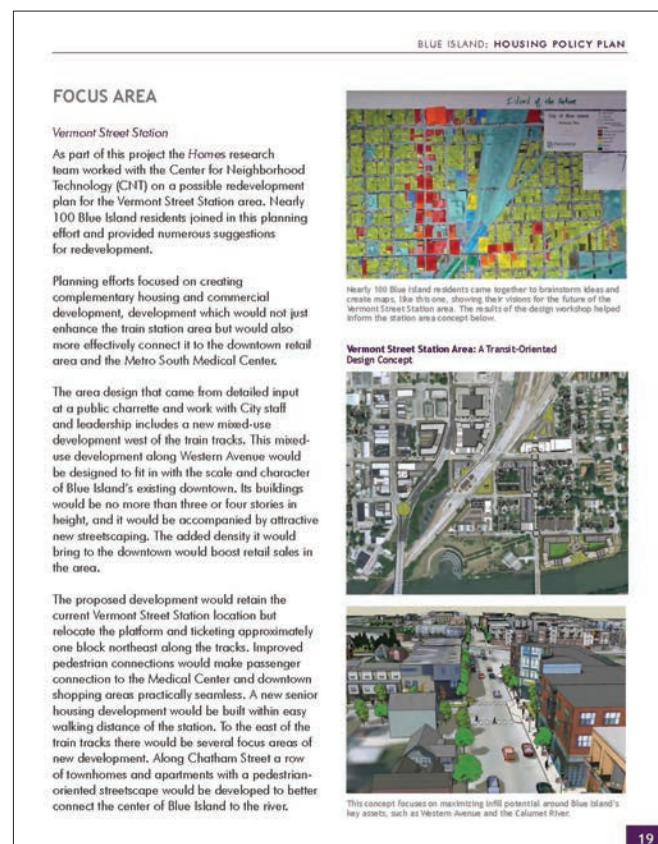 BLUE ISLAND: HOUSING POLICY PLAN
FOCUS AREA
Vermont Street Station
As part of this project the Homes research
team worked with the Center for Neighborhood
Technology (CNT) on a possible redevelopment
plan for the Vermont Street Station area. Nearly
100 Blue Island residents joined in this planning
effort and provided numerous suggestions
for redevelopment.
Planning efforts focused on creating
complementary housing and commercial
development, development which would not just
enhance the train station area but would also
more effectively connect it to the downtown retail
area and the Metro South Medical Center.
The area design that came from detailed input
at a public charrette and work with City staff
and leadership includes a new mixed-use
development west of the train tracks. This mixed-
use development along Western Avenue would
be designed to fit in with the scale and character
of Blue Island's existing downtown. Its buildings
would be no more than three or four stories in
height, and it would be accompanied by attractive
new streetscaping. The added density it would
bring to the downtown would boost retail sales in
the area.
The proposed development would retain the
current Vermont Street Station location but
relocate the platform and ticketing approximately
one block northeast along the tracks. Improved
pedestrian connections would make passenger
connection to the Medical Center and downtown
shopping areas practically seamless. A new senior
housing development would be built within easy
walking distance of the station. To the east of the
train tracks there would be several focus areas of
new development. Along Chatham Street a row
of townhomes and apartments with a pedestrian-
oriented streetscape would be developed to better
connect the center of Blue Island to the river.
Island of the Future
City of Blue Island
Nearly 100 Blue Island residents came together to brainstorm ideas and
create maps, like this one, showing their visions for the future of the
Vermont Street Station area. The results of the design workshop helped
inform the station area concept below.
Vermont Street Station Area: A Transit-Oriented
Design Concept
This concept focuses on maximizing infill potential around Blue Island's
key assets, such as Western Avenue and the Calumet River.
19